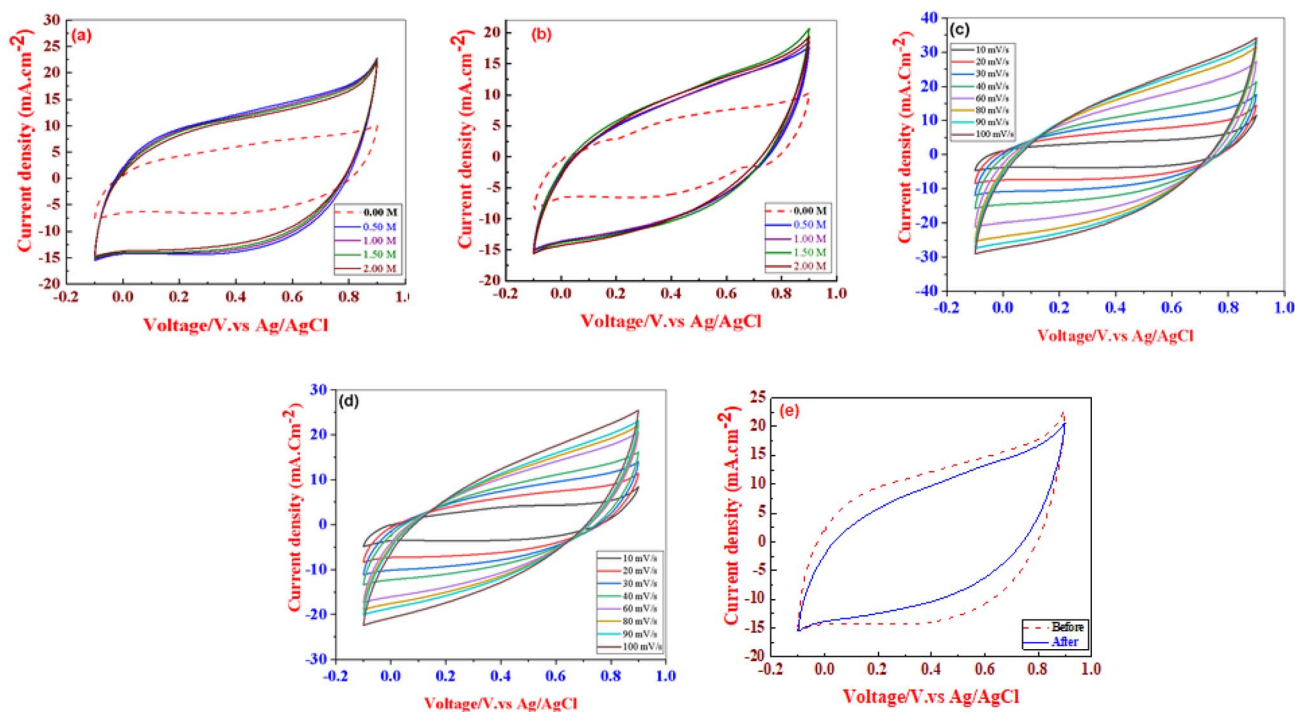 (a)
Current density (mA.cm-2)
30
25
20
15
10
5
0
-5
-10
-15
-20
0.00 M
0.50 M
1.00 M
1.50 M
2.00 M
(0.2 0.0 0.2 0.4 0.6 0.8 1.0
Voltage/V.vs Ag/AgCl
(b)
Current density (mA.cm-2)
20
15
10
5
0
-5
-10
-15
-20
0.00 M
0.50 M
1.00 M
1.50 M
2.00 M
(0.2 0.0 0.2 0.4 0.6 0.8 1.0
Voltage/V.vs Ag/AgCl
(c)
Current density (mA.Cm-2)
40
30
20
10
0
-10
-20
-30
-40
10 mV/s
20 mV/s
30 mV/s
40 mV/s
60 mV/s
80 mV/s
90 mV/s
100 mV/s
-0.2 0.0 0.2 0.4 0.6 0.8 1.0
Voltage/V.vs Ag/AgCl
(d)
Current density (mA.Cm-2)
30
20
10
0
-10
-20
-30
10 mV/s
20 mV/s
30 mV/s
40 mV/s
60 mV/s
80 mV/s
90 mV/s
100 mV/s
-0.2 0.0 0.2 0.4 0.6 0.8 1.0
Voltage/V.vs Ag/AgCl
(e)
Current density (mA.cm-2)
25
20
15
10
5
0
-5
-10
-15
-20
Before
After
-0.2 0.0 0.2 0.4 0.6 0.8 1.0
Voltage/V.vs Ag/AgCl